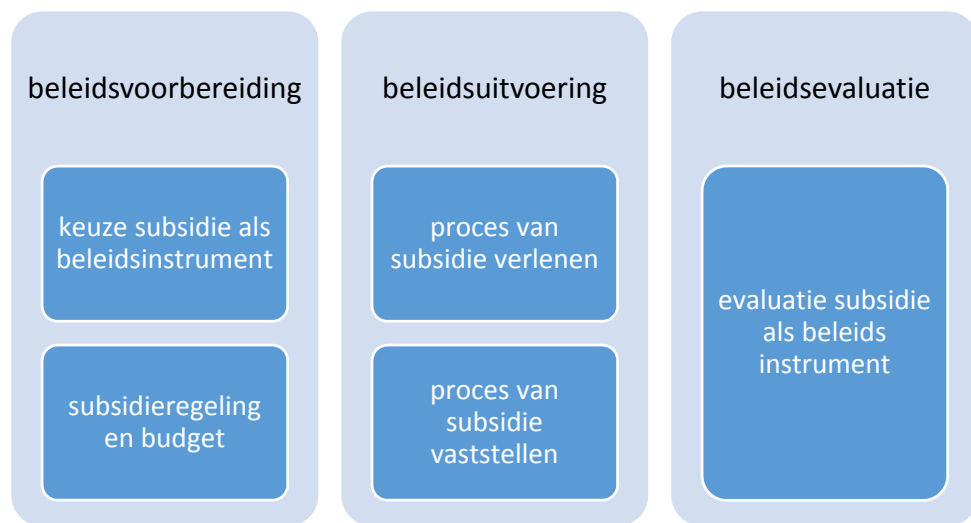 beleidsvoorbereiding
keuze subsidie als
beleidsinstrument
subsidieregeling
en budget
beleidsuitvoering
proces van
subsidie verlenen
proces van
subsidie
vaststellen
beleidsevaluatie
evaluatie subsidie
als beleids
instrument